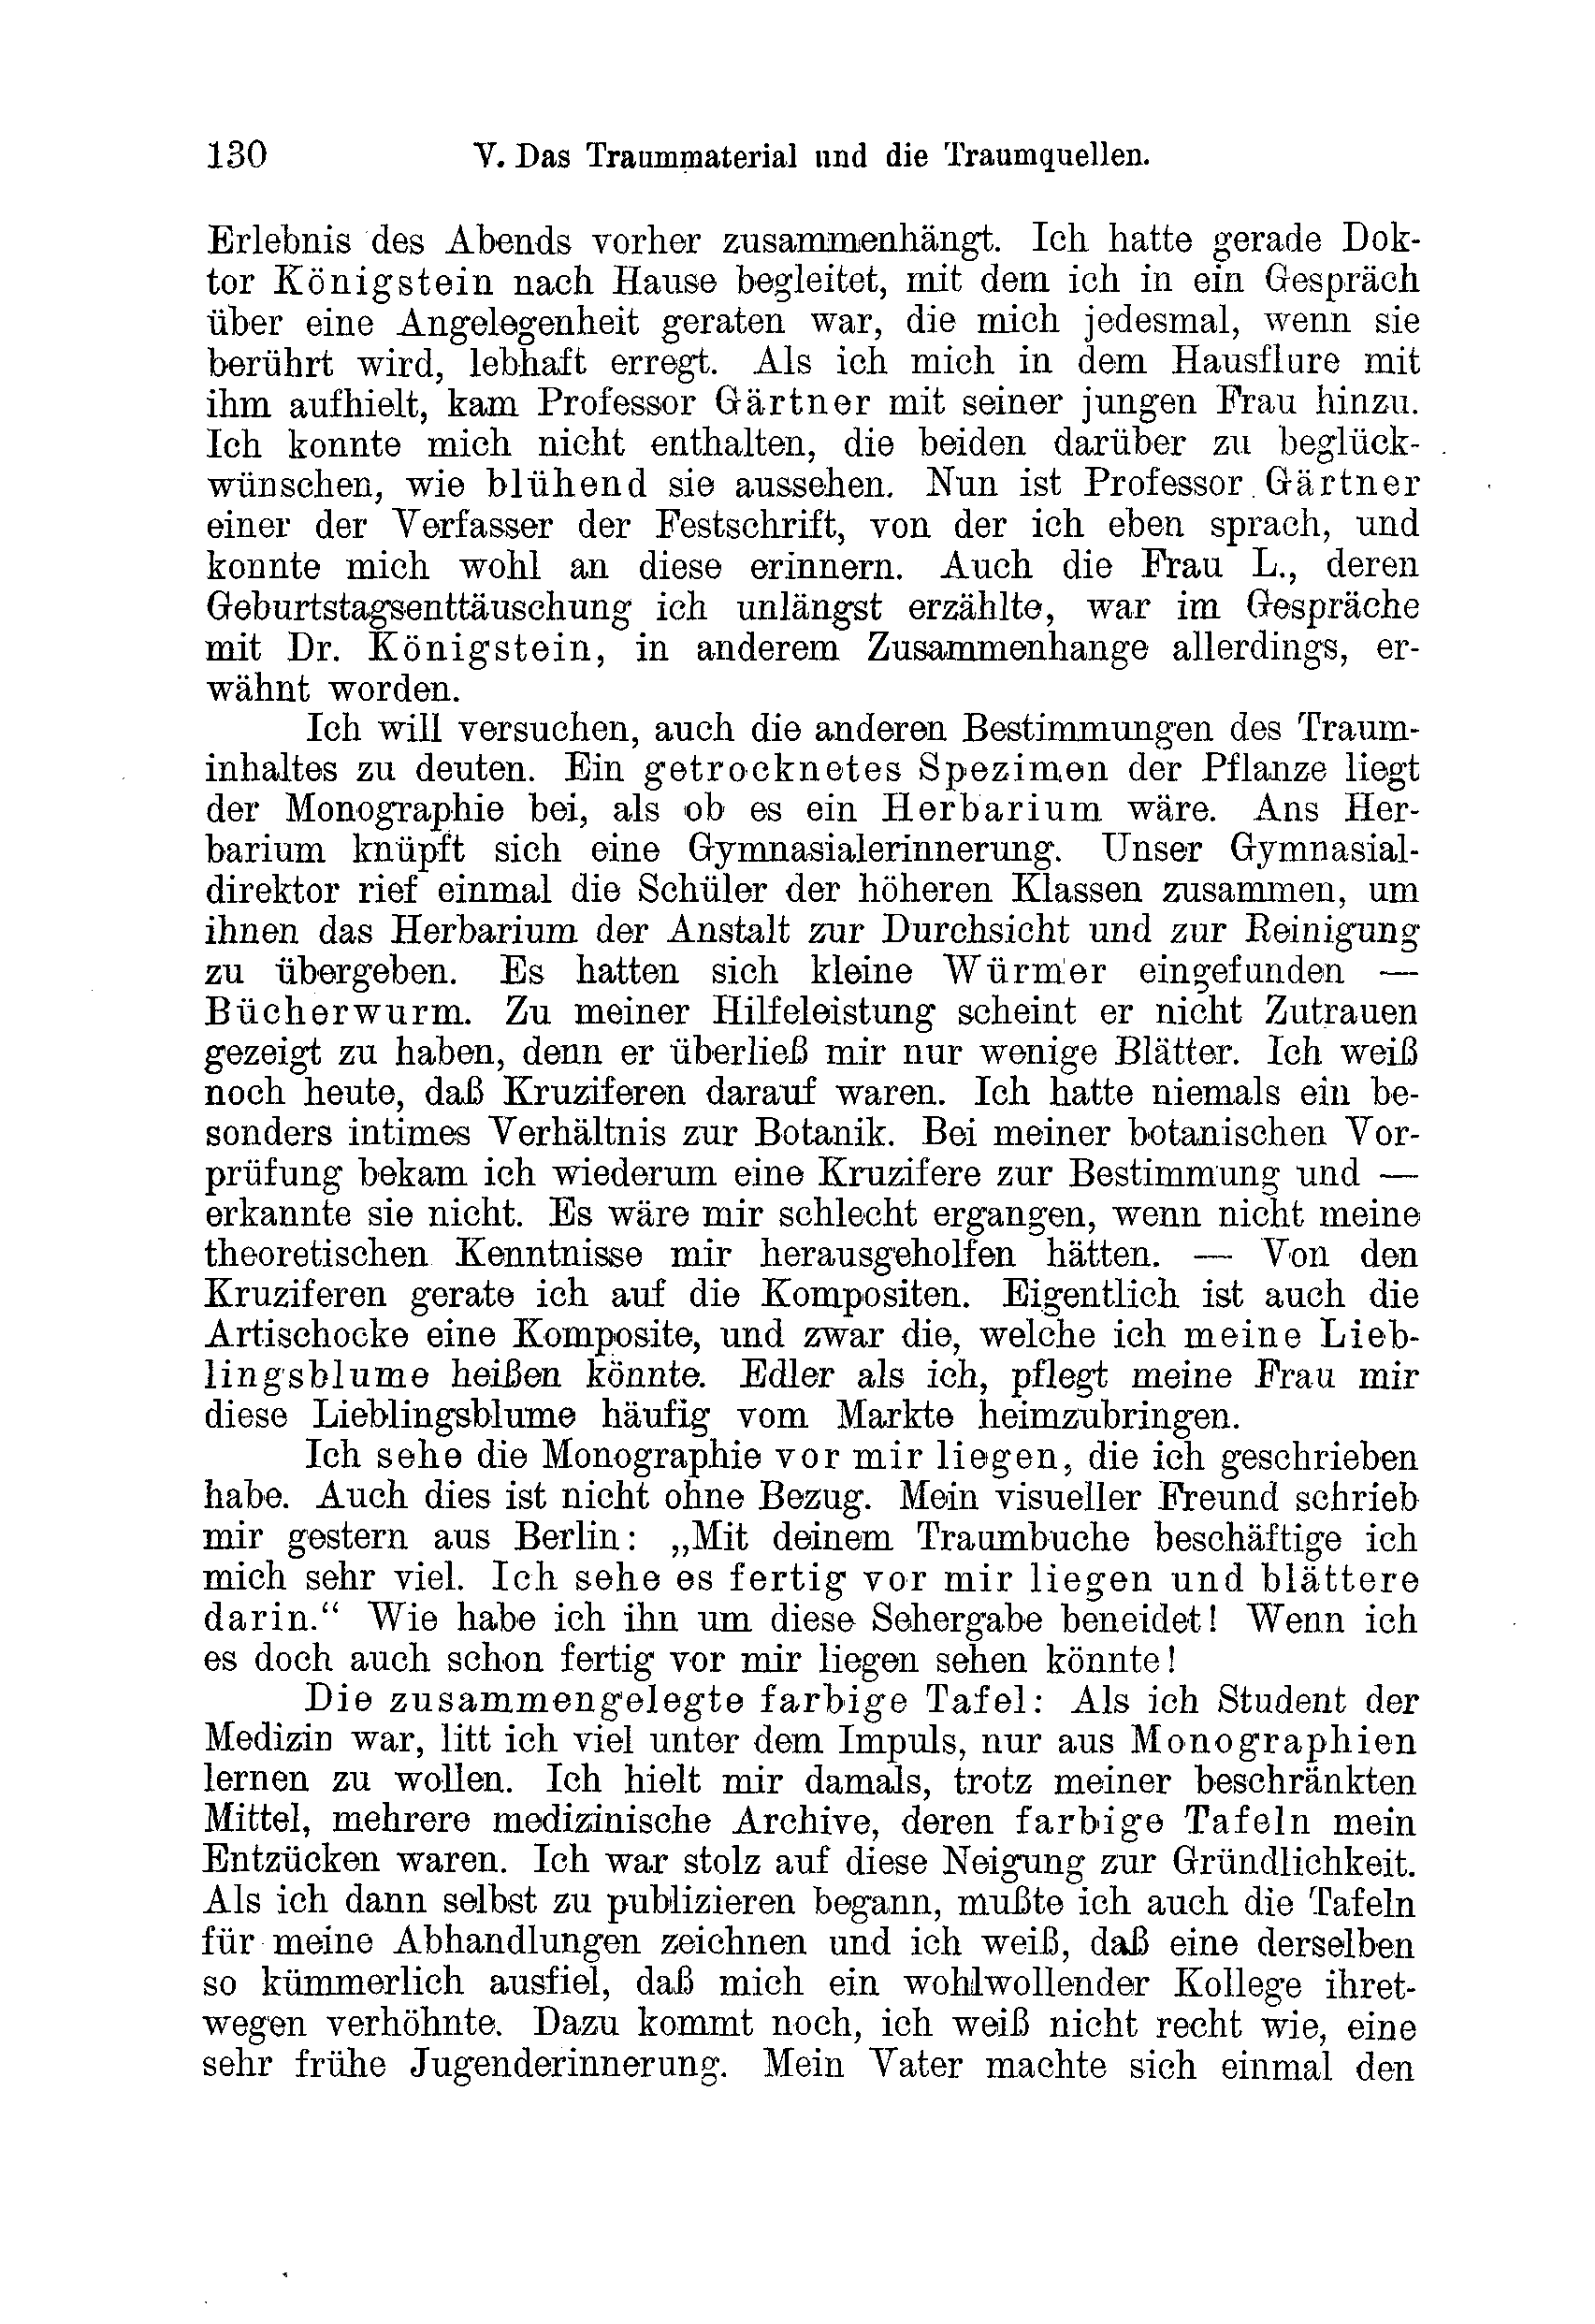 130 V. Das Traummaterial und die Traumquellen.
Erlebnis des Abends vorher zusammenhängt. Ich hatte gerade Dok-
tor Königstein nach Hause begleitet, mit dem ich in ein Gespräch
über eine Angelegenheit geraten war, die mich jedesmal, wenn sie
berührt wird, lebhaft erregt. Als ich mich in dem Hausflure mit
ihm aufhielt, kam Professor Gärtner mit seiner jungen Frau hinzu.
Ich konnte mich nicht enthalten, die beiden darüber zu beglück-
wünschen, wie blühend sie aussehen. Nun ist Professor Gärtner
einer der Verfasser der Festschrift, von der ich eben sprach, und
konnte mich wohl an diese erinnern. Auch die Frau L., deren
Geburtstagsenttäuschung ich unlängst erzählte, war im Gespräche
mit Dr. Königstein, in anderem Zusammenhange allerdings, er-
wähnt worden.
Ich will versuchen, auch die anderen Bestimmungen des Traum-
inhaltes zu deuten. Ein getrocknetes Spezimen der Pflanze liegt
der Monographie bei, als ob es ein Herbarium wäre. Ans Her-
barium knüpft sich eine Gymnasialerinnerung. Unser Gymnasial-
direktor rief einmal die Schüler der höheren Klassen zusammen, um
ihnen das Herbarium der Anstalt zur Durchsicht und zur Reinigung
zu übergeben. Es hatten sich kleine Würmer eingefunden —
Bücherwurm. Zu meiner Hilfeleistung scheint er nicht Zutrauen
gezeigt zu haben, denn er überließ mir nur wenige Blätter. Ich weiß
noch heute, daß Kruziferen darauf waren. Ich hatte niemals ein be-
sonders intimes Verhältnis zur Botanik. Bei meiner botanischen Vor-
prüfung bekam ich wiederum eine Kruzifere zur Bestimmung und —
erkannte sie nicht. Es wäre mir schlecht ergangen, wenn nicht meine
theoretischen Kenntnisse mir herausgeholfen hätten. — Von den
Kruziferen gerate ich auf die Kompositen. Eigentlich ist auch die
Artischocke eine Komposite, und zwar die, welche ich meine Lieb-
lingsblume heißen könnte. Edler als ich, pflegt meine Frau mir
diese Lieblingsblume häufig vom Markte heimzubringen.
Ich sehe die Monographie vor mir liegen, die ich geschrieben
habe. Auch dies ist nicht ohne Bezug. Mein visueller Freund schrieb
mir gestern aus Berlin: „Mit deinem Traumbuche beschäftige ich
mich sehr viel. Ich sehe es fertig vor mir liegen und blättere
darin.“ Wie habe ich ihn um diese Sehergabe beneidet! Wenn ich
es doch auch schon fertig vor mir liegen sehen könnte!
Die zusammengelegte farbige Tafel: Als ich Student der
Medizin war, litt ich viel unter dem Impuls, nur aus Monographien
lernen zu wollen. Ich hielt mir damals, trotz meiner beschränkten
Mittel, mehrere medizinische Archive, deren farbige Tafeln mein
Entzücken waren. Ich war stolz auf diese Neigung zur Gründlichkeit.
Als ich dann selbst zu publizieren begann, mußte ich auch die Tafeln
für meine Abhandlungen zeichnen und ich weiß, daß eine derselben
so kümmerlich ausfiel, daß mich ein wohlwollender Kollege ihret-
wegen verhöhnte. Dazu kommt noch, ich weiß nicht recht wie, eine
sehr frühe Jugenderinnerung. Mein Vater machte sich einmal den